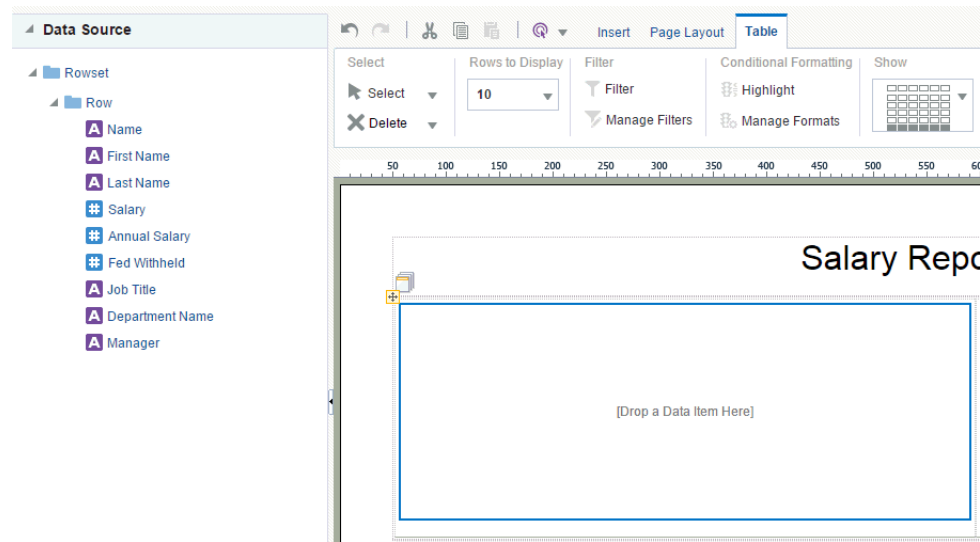 Data Source
Insert Page Layout Table
Select Rows to Display Filter Conditional Formatting Show
Select 10 Filter Highlight
Delete Manage Filters Manage Formats
Rowset
Row
A Name
A First Name
A Last Name
# Salary
# Annual Salary
# Fed Withheld
A Job Title
A Department Name
A Manager
50 100 150 200 250 300 350 400 450 500 550 60
Salary Repo
[Drop a Data Item Here]